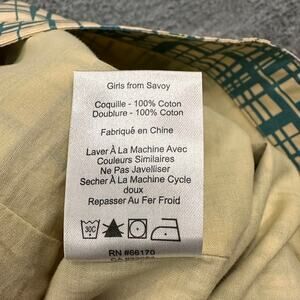 Girls from Savoy
Coquille - 100% Coton
Doublure - 100% Coton
Fabriqué en Chine
Laver À La Machine Avec
Couleurs Similaires
Ne Pas Javelliser
Secher À La Machine Cycle
doux
Repasser Au Fer Froid
30C
RN #66170